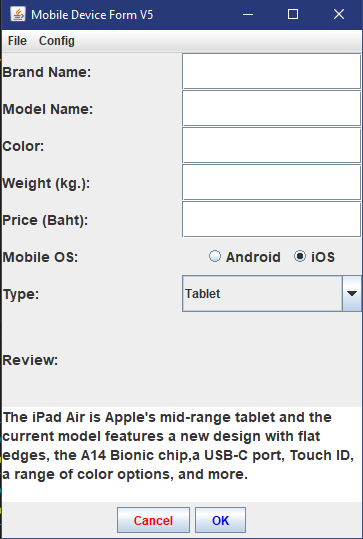 Mobile Device Form V5
File Config
Brand Name:
Model Name:
Color:
Weight (kg.):
Price (Baht):
Mobile OS: Android iOS
Type: Tablet
Review:
The iPad Air is Apple's mid-range tablet and the
current model features a new design with flat
edges, the A14 Bionic chip,a USB-C port, Touch ID,
a range of color options, and more.
Cancel OK